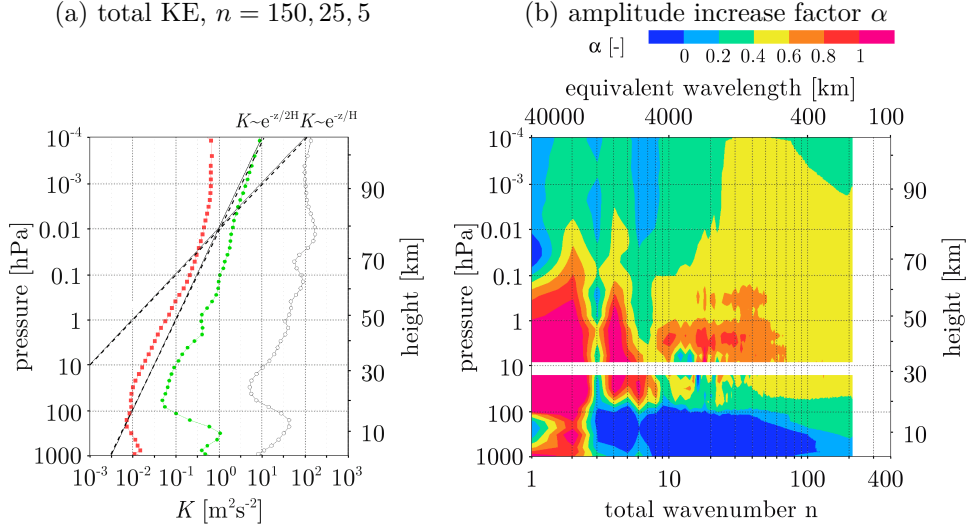 (a) total KE, n = 150, 25, 5
K~e^-z/2H K~e^-z/H
pressure [hPa]
10^-4
10^-3
0.01
0.1
1
10
100
1000
90
70
50
30
10
height [km]
10^-3 10^-2 10^-1 10^0 10^1 10^2 10^3
K [m^2s^-2]
(b) amplitude increase factor α
α [-]
0 0.2 0.4 0.6 0.8 1
equivalent wavelength [km]
40000 4000 400 100
pressure [hPa]
10^-4
10^-3
0.01
0.1
1
10
100
1000
90
70
50
30
10
height [km]
1 10 100 400
total wavenumber n